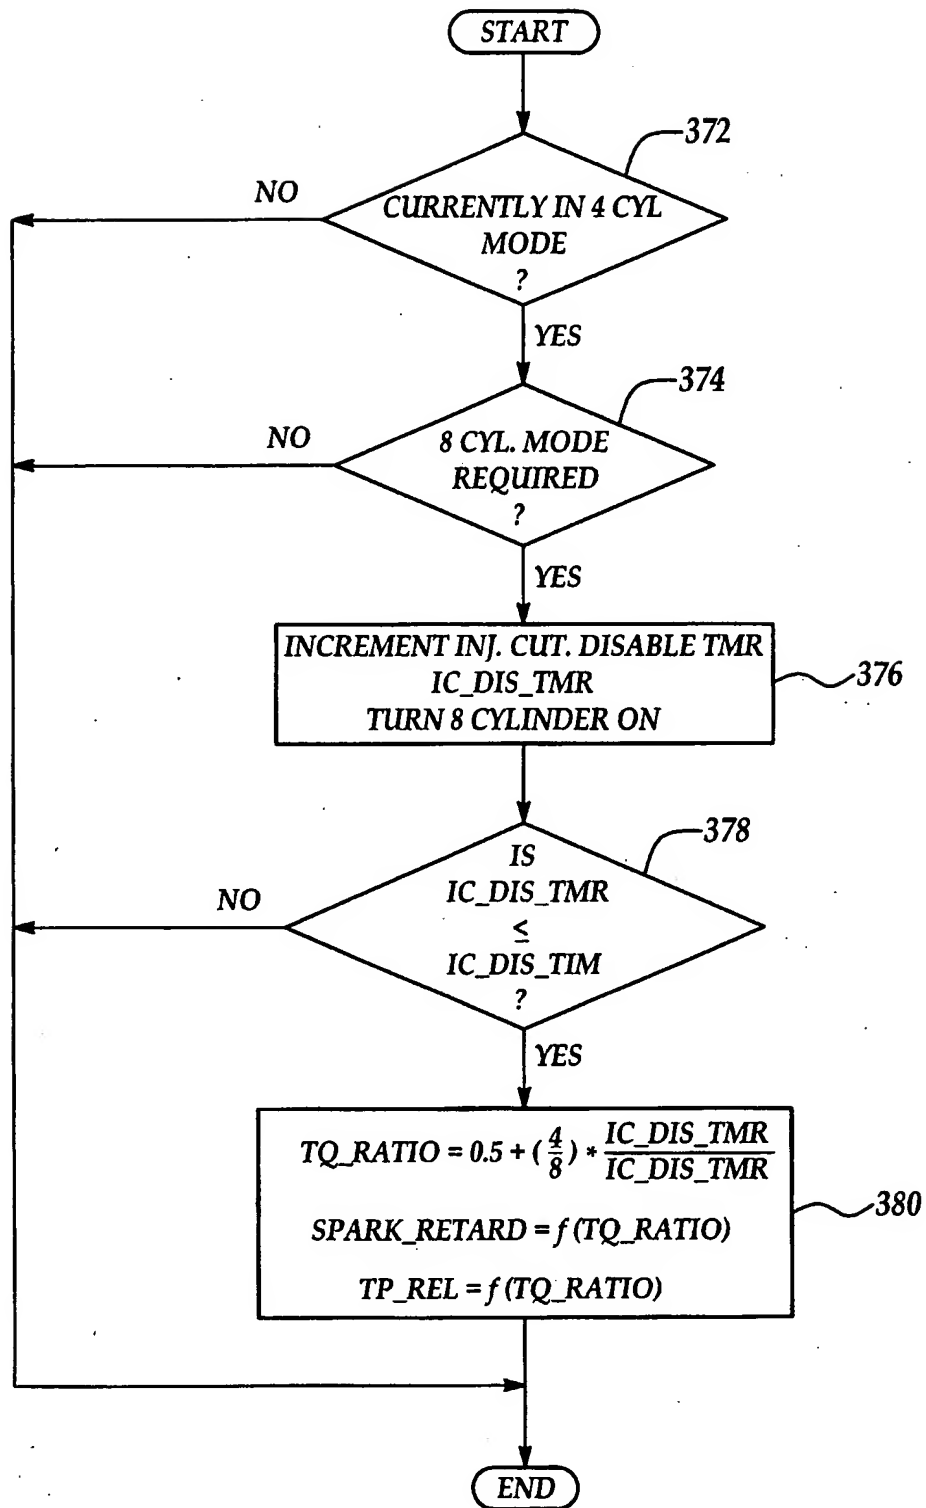 START
372
NO
CURRENTLY IN 4 CYL
MODE
?
YES
374
NO
8 CYL. MODE
REQUIRED
?
YES
INCREMENT INJ. CUT. DISABLE TMR
IC_DIS_TMR
TURN 8 CYLINDER ON
376
378
IS
IC_DIS_TMR
≤
IC_DIS_TIM
?
NO
YES
TQ_RATIO = 0.5 + (4/8) * IC_DIS_TMR/IC_DIS_TMR
SPARK_RETARD = f (TQ_RATIO)
TP_REL = f (TQ_RATIO)
380
END